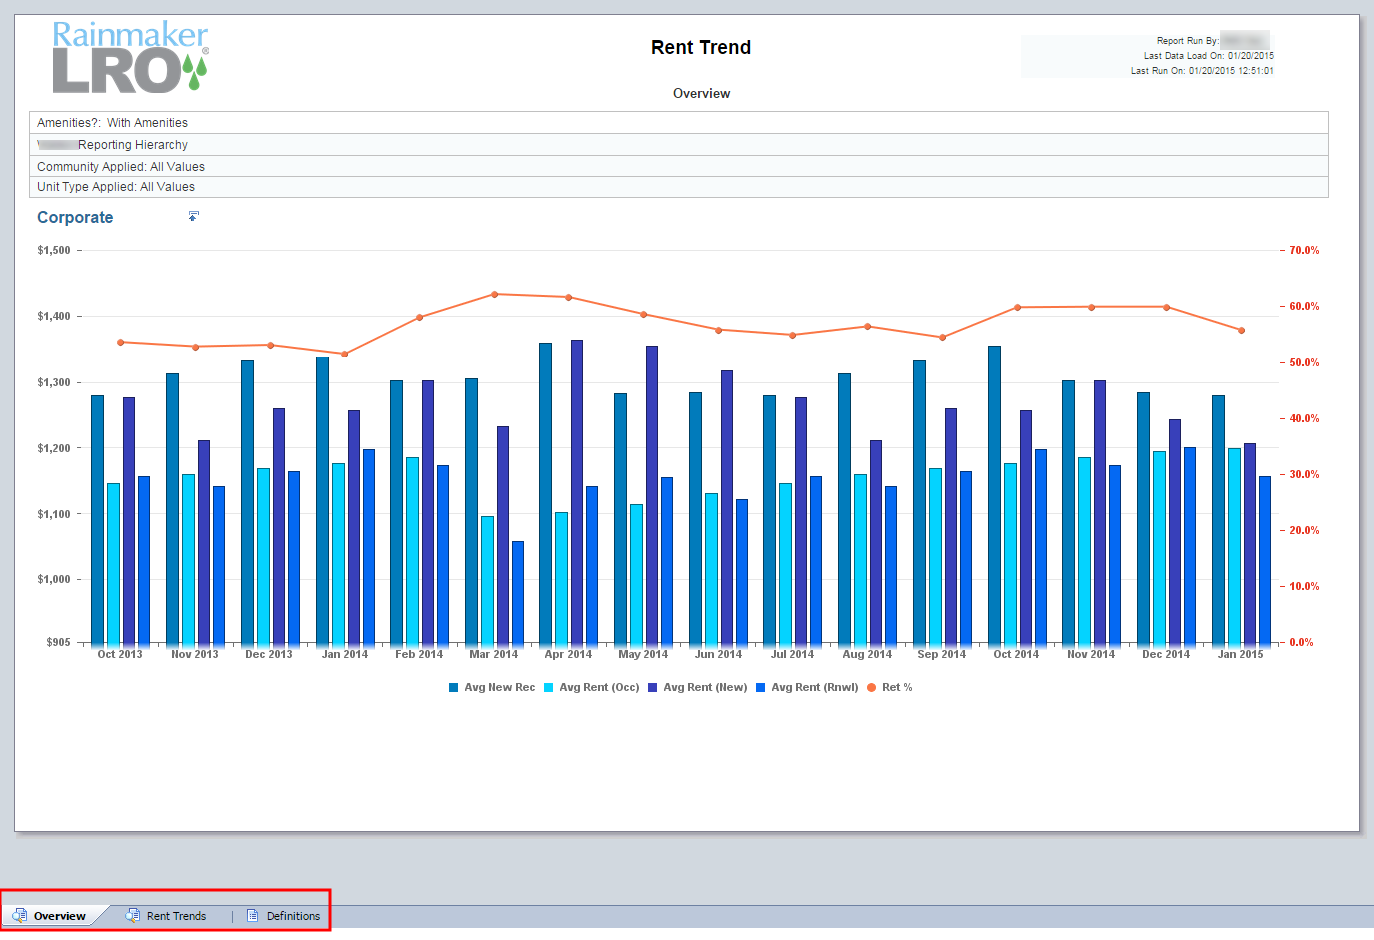 Rainmaker
LRO®
Rent Trend
Overview
Report Run By:
Last Data Load On: 01/20/2015
Last Run On: 01/20/2015 12:51:01
Amenities?: With Amenities
Reporting Hierarchy
Community Applied: All Values
Unit Type Applied: All Values
Corporate
$1,500
$1,400
$1,300
$1,200
$1,100
$1,000
$905
70.0%
60.0%
50.0%
40.0%
30.0%
20.0%
10.0%
0.0%
Oct 2013 Nov 2013 Dec 2013 Jan 2014 Feb 2014 Mar 2014 Apr 2014 May 2014 Jun 2014 Jul 2014 Aug 2014 Sep 2014 Oct 2014 Nov 2014 Dec 2014 Jan 2015
Avg New Rec Avg Rent (Occ) Avg Rent (New) Avg Rent (Rnwl) Ret %
Overview Rent Trends | Definitions